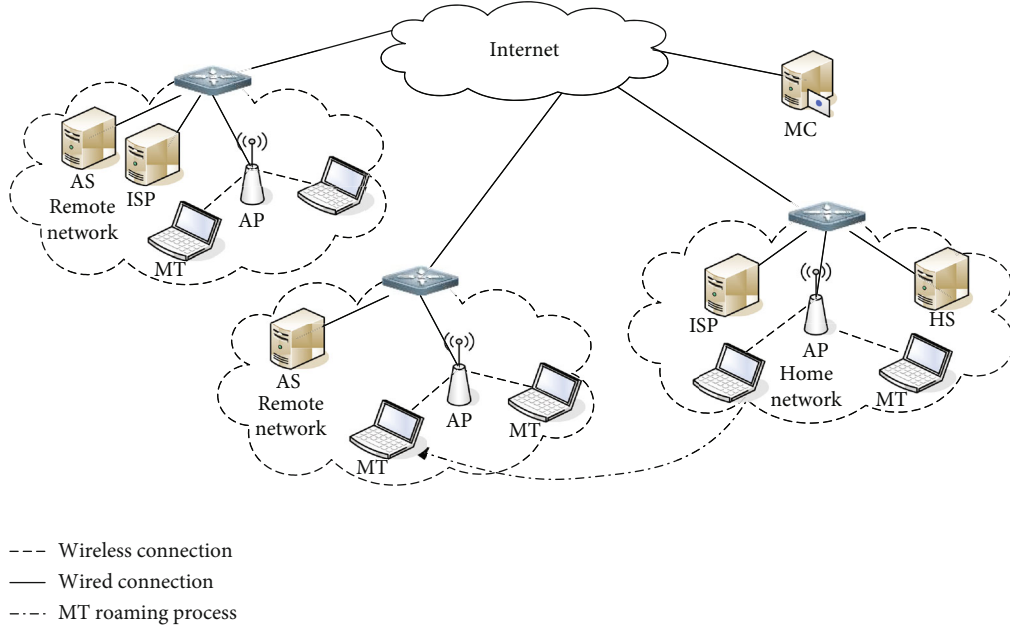 Internet
MC
AS
Remote
network
ISP
AP
MT
AS
Remote
network
AP
MT
MT
ISP
AP
Home
network
HS
MT
Wireless connection
Wired connection
MT roaming process